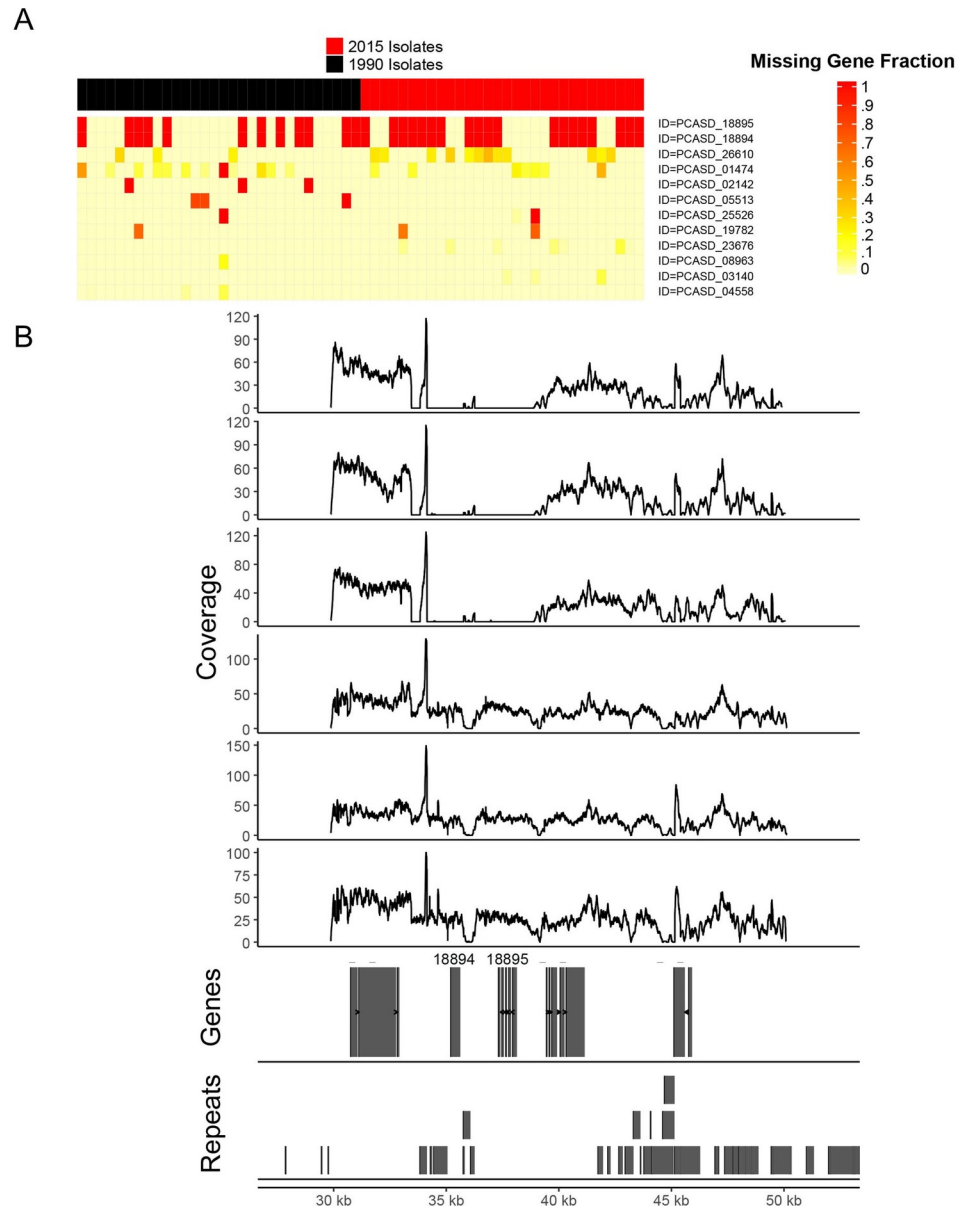 A
2015 Isolates
1990 Isolates
Missing Gene Fraction
1
.9
.8
.7
.6
.5
.4
.3
.2
.1
0
ID=PCASD_18895
ID=PCASD_18894
ID=PCASD_26610
ID=PCASD_01474
ID=PCASD_02142
ID=PCASD_05513
ID=PCASD_25526
ID=PCASD_19782
ID=PCASD_23676
ID=PCASD_08963
ID=PCASD_03140
ID=PCASD_04558
B
Coverage
120
90
60
30
0
120
90
60
30
0
120
80
40
0
100
50
0
150
100
50
0
100
75
50
25
0
18894 18895
Genes
Repeats
30 kb 35 kb 40 kb 45 kb 50 kb